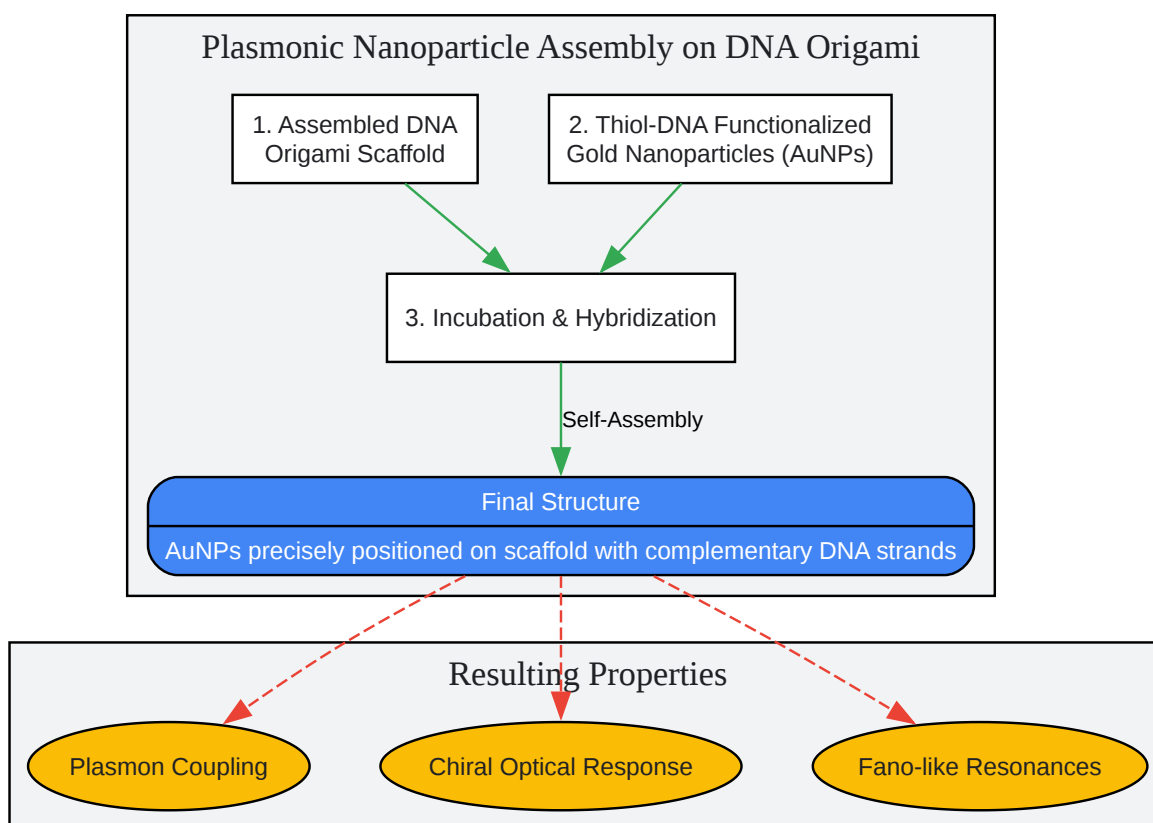 Plasmonic Nanoparticle Assembly on DNA Origami
1. Assembled DNA
Origami Scaffold
2. Thiol-DNA Functionalized
Gold Nanoparticles (AuNPs)
3. Incubation & Hybridization
Self-Assembly
Final Structure
AuNPs precisely positioned on scaffold with complementary DNA strands
Resulting Properties
Plasmon Coupling
Chiral Optical Response
Fano-like Resonances